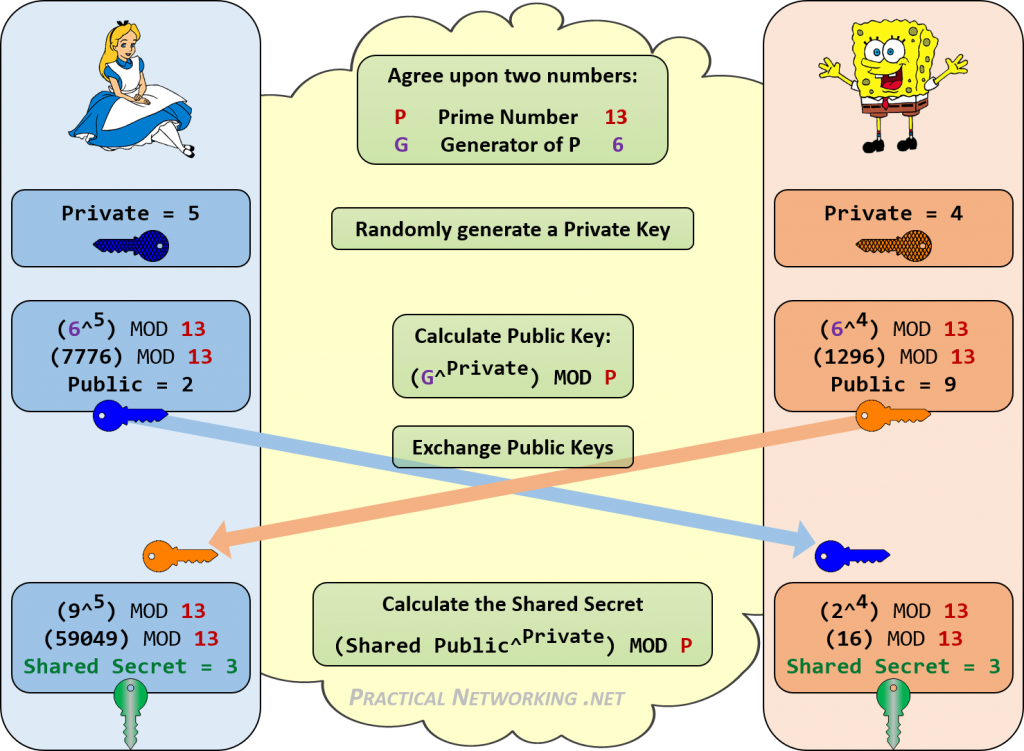 Agree upon two numbers:
P Prime Number 13
G Generator of P 6
Private = 5
Randomly generate a Private Key
Private = 4
(6^5) MOD 13
(7776) MOD 13
Public = 2
Calculate Public Key:
(G^Private) MOD P
(6^4) MOD 13
(1296) MOD 13
Public = 9
Exchange Public Keys
(9^5) MOD 13
(59049) MOD 13
Shared Secret = 3
Calculate the Shared Secret
(Shared Public^Private) MOD P
(2^4) MOD 13
(16) MOD 13
Shared Secret = 3
PRACTICAL NETWORKING .NET